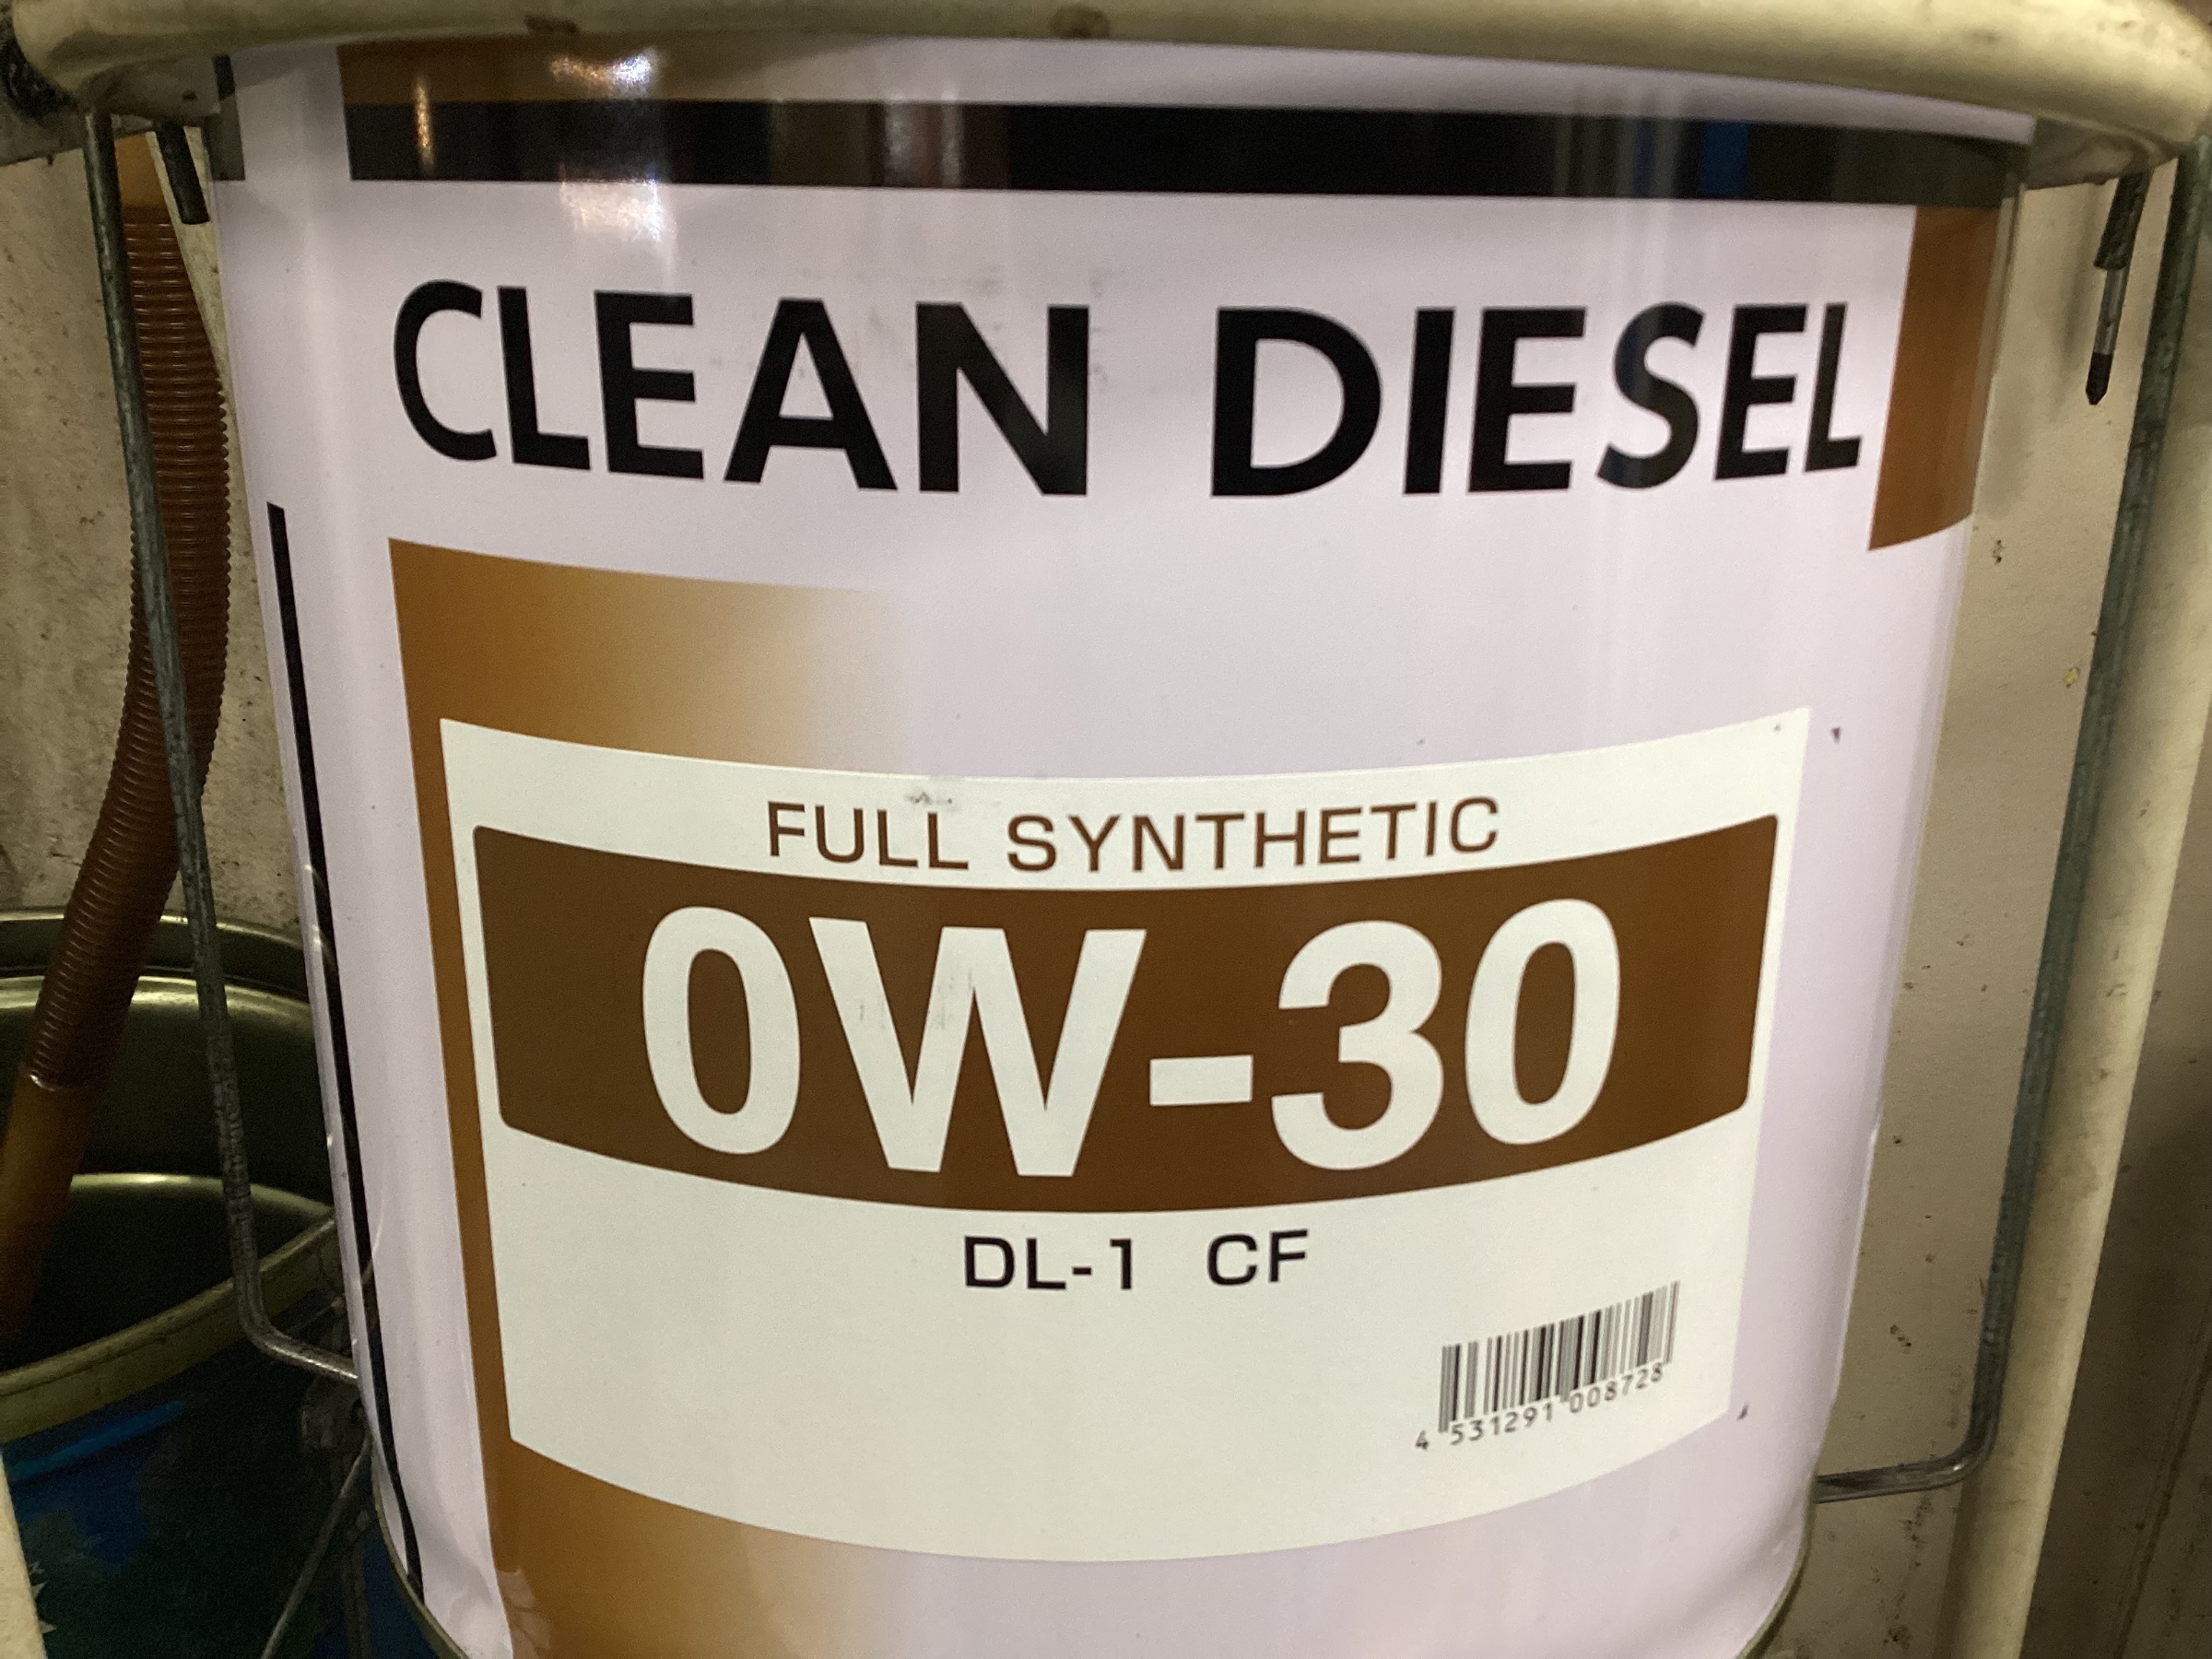 CLEAN DIESEL
FULL SYNTHETIC
0W-30
DL-1 CF
4 531291 008728